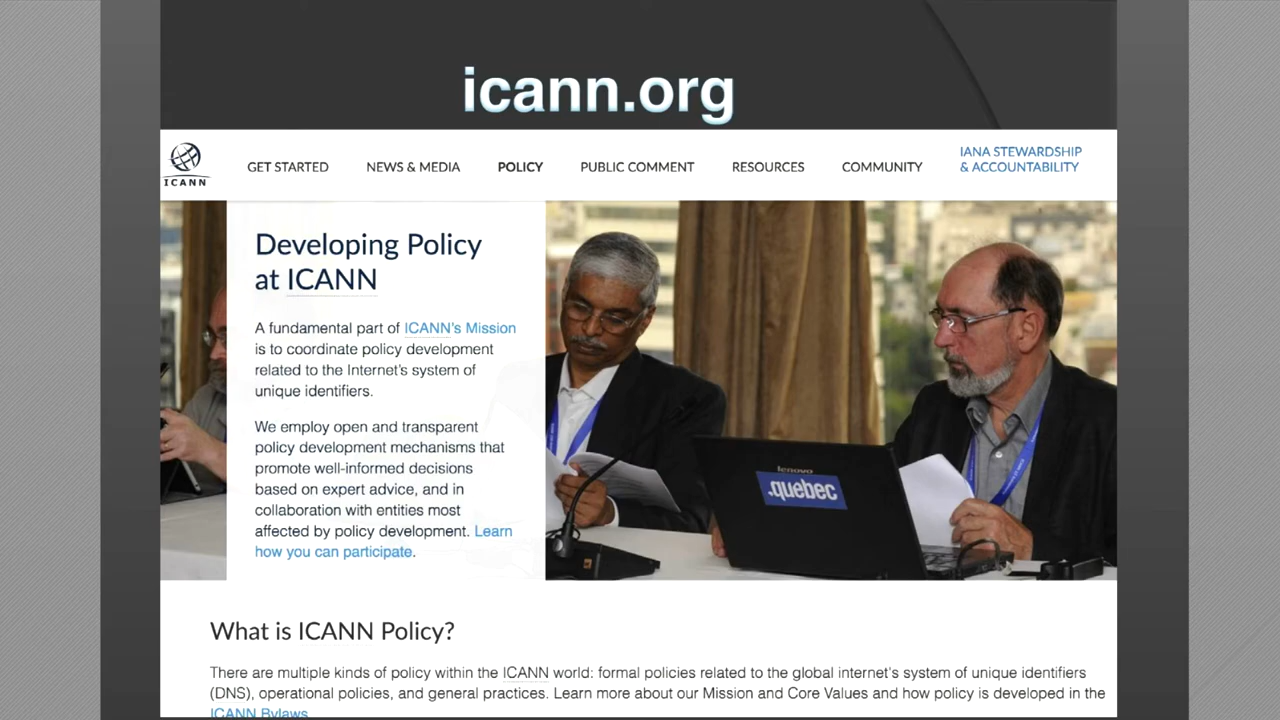 icann.org
ICANN
GET STARTED
NEWS & MEDIA
POLICY
PUBLIC COMMENT
RESOURCES
COMMUNITY
IANA STEWARDSHIP
& ACCOUNTABILITY
Developing Policy
at ICANN
A fundamental part of ICANN's Mission
is to coordinate policy development
related to the Internet's system of
unique identifiers.
We employ open and transparent
policy development mechanisms that
promote well-informed decisions
based on expert advice, and in
collaboration with entities most
affected by policy development. Learn
how you can participate.
lenovo
.quebec
What is ICANN Policy?
There are multiple kinds of policy within the ICANN world: formal policies related to the global internet's system of unique identifiers
(DNS), operational policies, and general practices. Learn more about our Mission and Core Values and how policy is developed in the
ICANN Bylaws